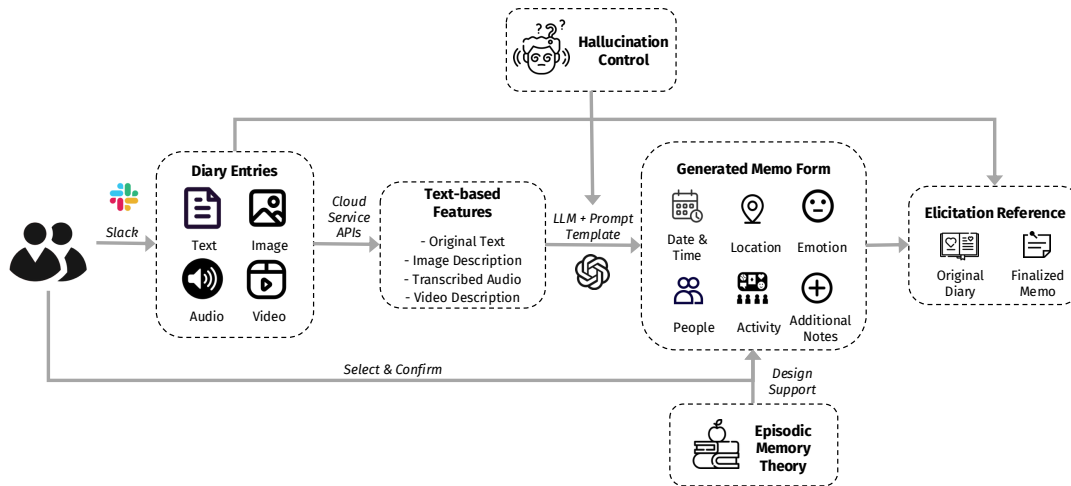 ? ? ?
Hallucination
Control
Diary Entries
Text
Image
Audio
Video
Slack
Cloud
Service
APIs
Text-based
Features
- Original Text
- Image Description
- Transcribed Audio
- Video Description
LLM + Prompt
Template
Generated Memo Form
Date &
Time
Location
Emotion
People
Activity
Additional
Notes
Elicitation Reference
Original
Diary
Finalized
Memo
Select & Confirm
Design
Support
Episodic
Memory
Theory